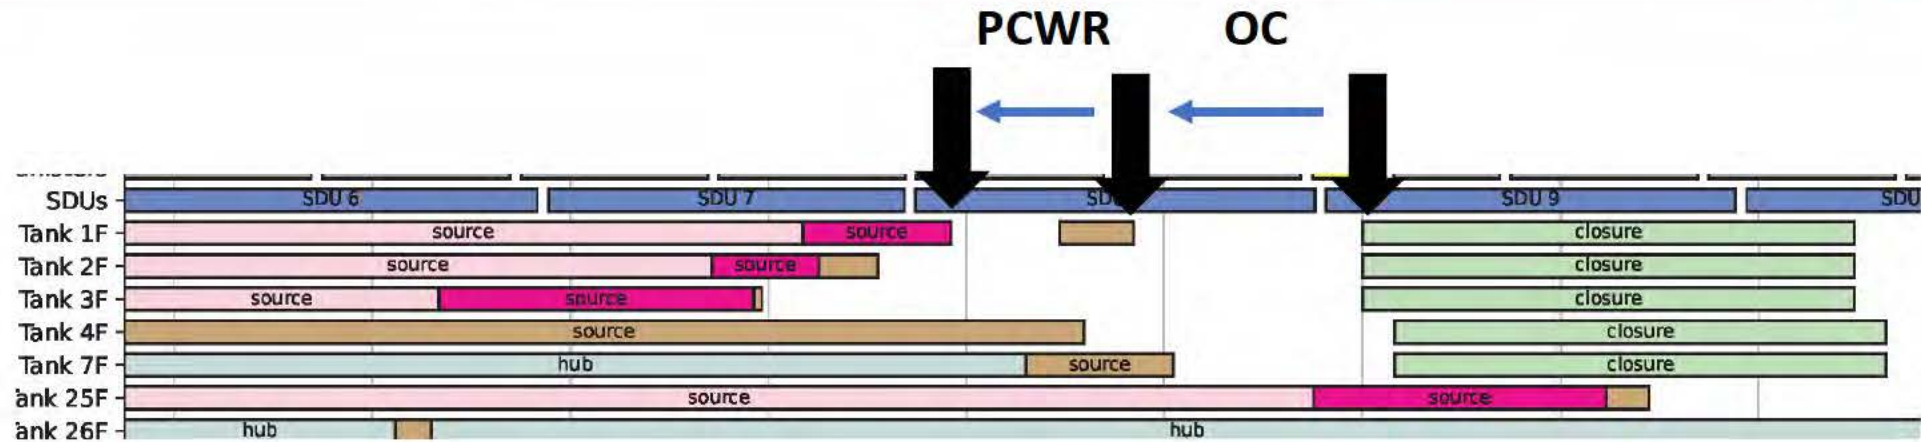 PCWR OC
SDUs SDU 6 SDU 7 SDU 9 SDU
Tank 1F source source closure
Tank 2F source source closure
Tank 3F source source closure
Tank 4F source closure
Tank 7F hub source closure
ank 25F source source
ank 26F hub hub